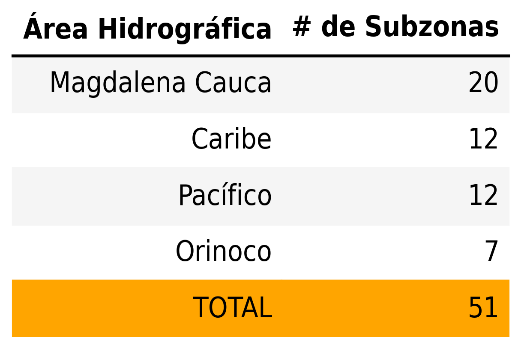 Área Hidrográfica # de Subzonas
Magdalena Cauca 20
Caribe 12
Pacífico 12
Orinoco 7
TOTAL 51